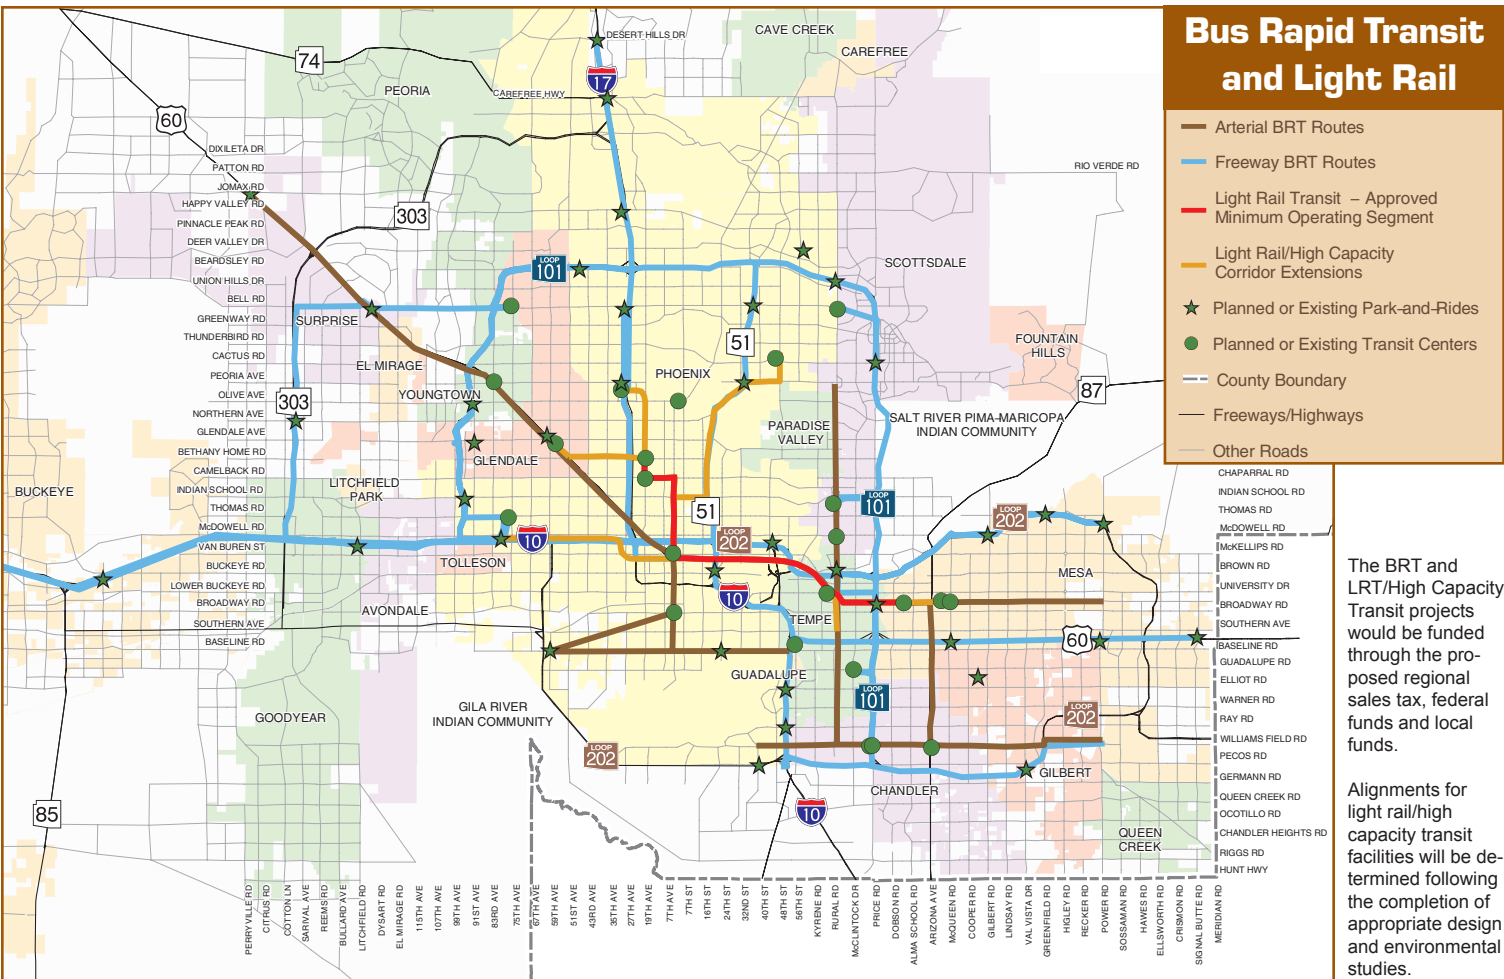 Bus Rapid Transit
and Light Rail
Arterial BRT Routes
Freeway BRT Routes
Light Rail Transit – Approved
Minimum Operating Segment
Light Rail/High Capacity
Corridor Extensions
Planned or Existing Park-and-Rides
Planned or Existing Transit Centers
County Boundary
Freeways/Highways
Other Roads
DESERT HILLS DR
CAVE CREEK
CAREFREE
74
17
PEORIA
CAREFREE HWY
60
DIXILETA DR
PATTON RD
JOMAX RD
HAPPY VALLEY RD
PINNACLE PEAK RD
DEER VALLEY DR
BEARDSLEY RD
UNION HILLS DR
BELL RD
GREENWAY RD
THUNDERBIRD RD
CACTUS RD
PEORIA AVE
OLIVE AVE
NORTHERN AVE
GLENDALE AVE
BETHANY HOME RD
CAMELBACK RD
INDIAN SCHOOL RD
THOMAS RD
McDOWELL RD
VAN BUREN ST
BUCKEYE RD
LOWER BUCKEYE RD
BROADWAY RD
SOUTHERN AVE
BASELINE RD
RIO VERDE RD
303
LOOP
101
SCOTTSDALE
SURPRISE
51
FOUNTAIN
HILLS
EL MIRAGE
PHOENIX
YOUNGTOWN
303
87
PARADISE
VALLEY
SALT RIVER PIMA-MARICOPA
INDIAN COMMUNITY
GLENDALE
BUCKEYE
LITCHFIELD
PARK
51
LOOP
101
LOOP
202
10
LOOP
202
TOLLESON
MESA
10
AVONDALE
TEMPE
60
GUADALUPE
LOOP
101
GILA RIVER
INDIAN COMMUNITY
GOODYEAR
LOOP
202
LOOP
202
GILBERT
CHANDLER
10
85
QUEEN
CREEK
CHAPARRAL RD
INDIAN SCHOOL RD
THOMAS RD
McDOWELL RD
McKELLIPS RD
BROWN RD
UNIVERSITY DR
BROADWAY RD
SOUTHERN AVE
BASELINE RD
GUADALUPE RD
ELLIOT RD
WARNER RD
RAY RD
WILLIAMS FIELD RD
PECOS RD
GERMANN RD
QUEEN CREEK RD
OCOTILLO RD
CHANDLER HEIGHTS RD
RIGGS RD
HUNT HWY
PERRYVILLE RD
CITRUS RD
COTTON LN
SARIVAL AVE
REEMS RD
BULLARD AVE
LITCHFIELD RD
DYSART RD
EL MIRAGE RD
115TH AVE
107TH AVE
99TH AVE
91ST AVE
83RD AVE
75TH AVE
67TH AVE
59TH AVE
51ST AVE
43RD AVE
35TH AVE
27TH AVE
19TH AVE
7TH AVE
7TH ST
16TH ST
24TH ST
32ND ST
40TH ST
48TH ST
56TH ST
KYRENE RD
RURAL RD
McCLINTOCK DR
PRICE RD
DOBSON RD
ALMA SCHOOL RD
ARIZONA AVE
McQUEEN RD
COOPER RD
GILBERT RD
LINDSAY RD
VAL VISTA DR
GREENFIELD RD
HIGLEY RD
RECKER RD
POWER RD
SOSSAMAN RD
HAWES RD
ELLSWORTH RD
CRISMON RD
SIGNAL BUTTE RD
MERIDIAN RD
The BRT and
LRT/High Capacity
Transit projects
would be funded
through the pro-
posed regional
sales tax, federal
funds and local
funds.
Alignments for
light rail/high
capacity transit
facilities will be de-
termined following
the completion of
appropriate design
and environmental
studies.